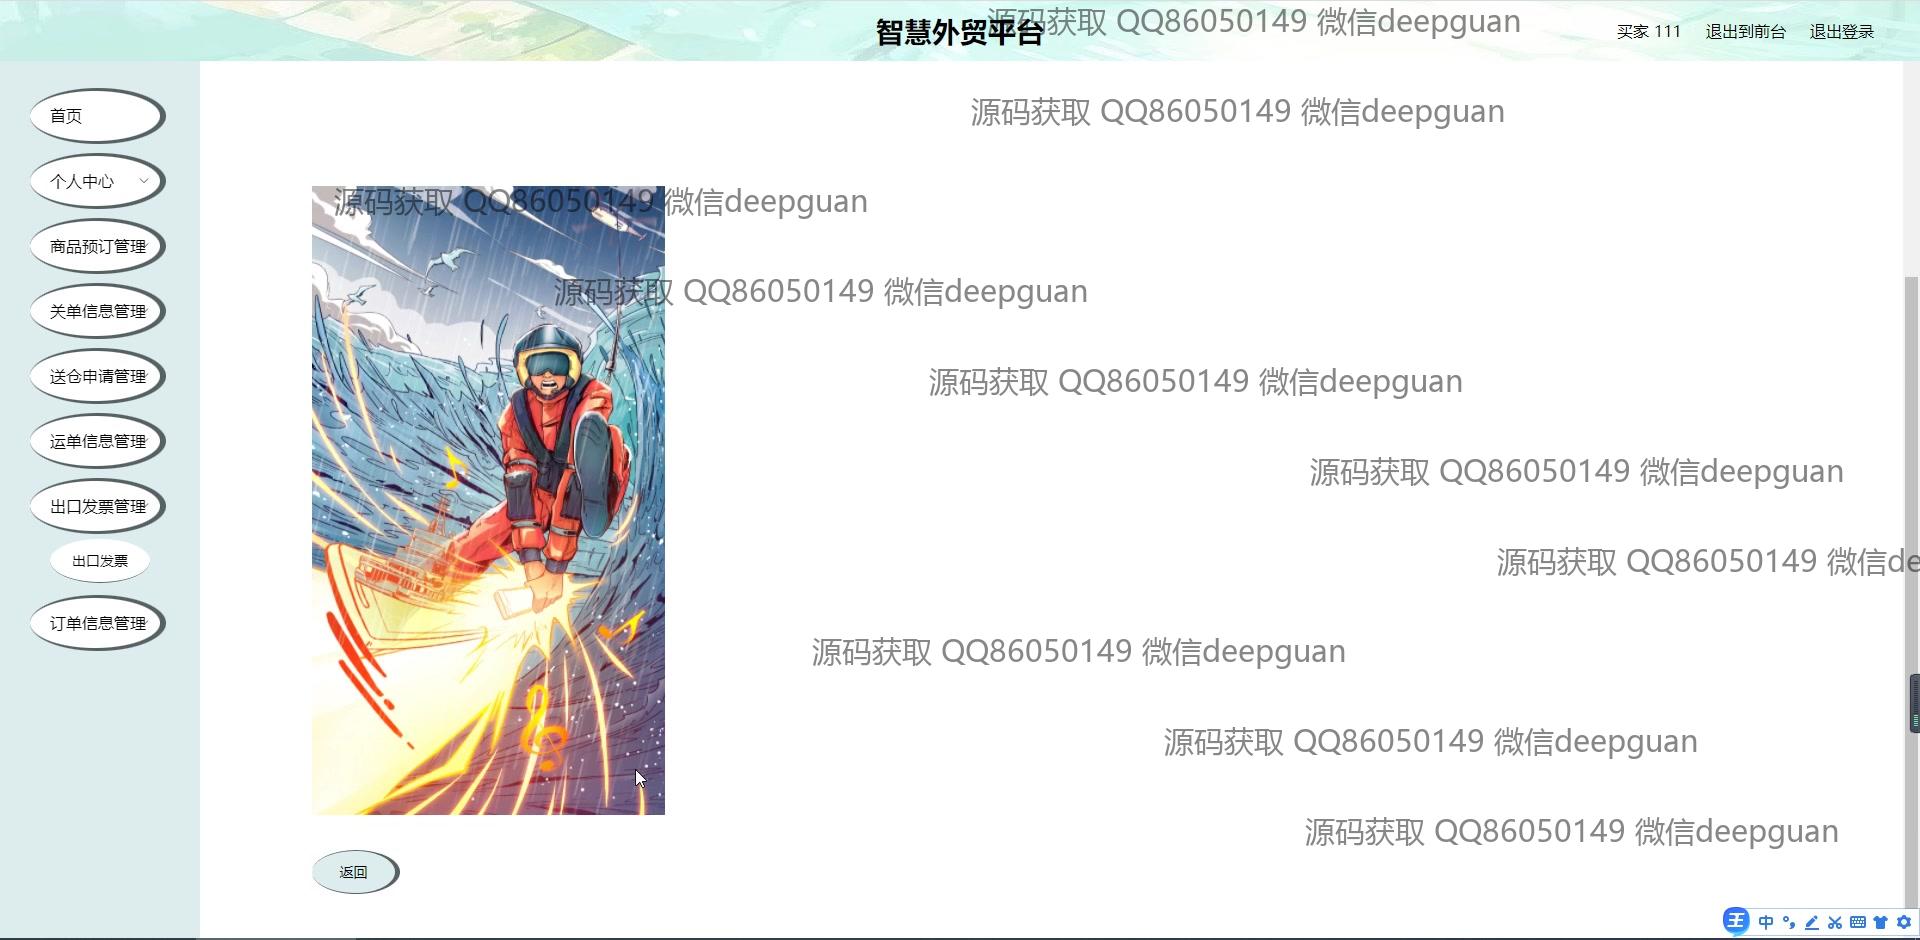 智慧外贸平台
源码获取 QQ86050149 微信deepguan
买家 111
退出到前台
退出登录
首页
源码获取 QQ86050149 微信deepguan
个人中心
源码获取 QQ86050149 微信deepguan
商品预订管理
源码获取 QQ86050149 微信deepguan
关单信息管理
送仓申请管理
源码获取 QQ86050149 微信deepguan
运单信息管理
源码获取 QQ86050149 微信deepguan
出口发票管理
出口发票
源码获取 QQ86050149 微信de
订单信息管理
源码获取 QQ86050149 微信deepguan
源码获取 QQ86050149 微信deepguan
源码获取 QQ86050149 微信deepguan
返回
王 中